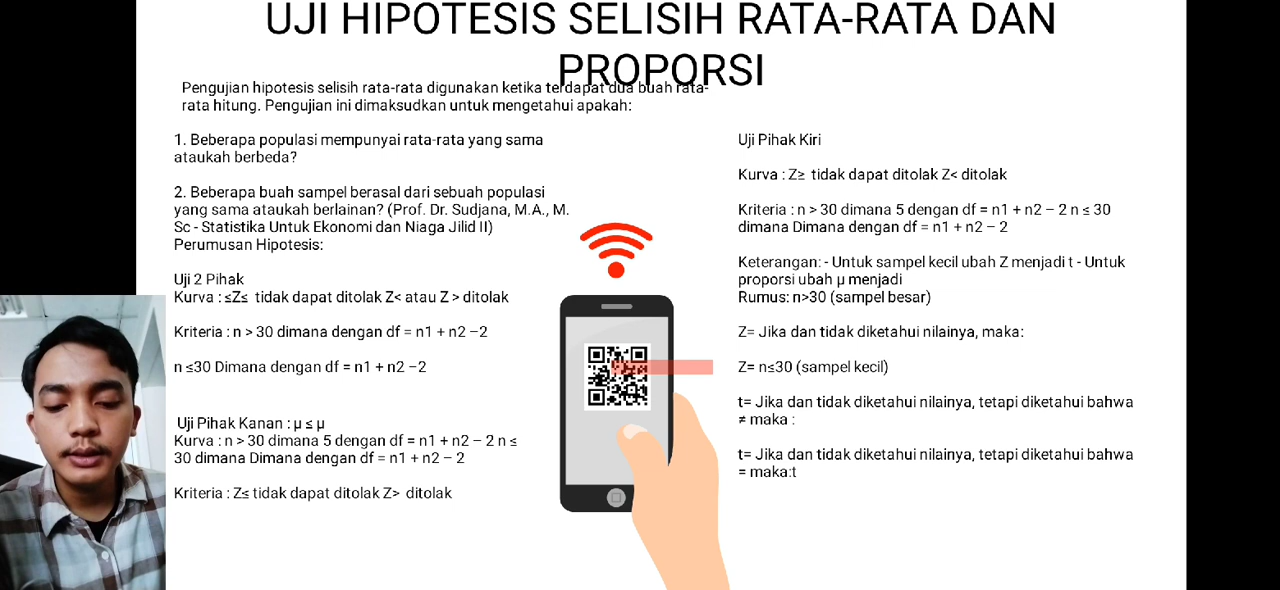 UJI HIPOTESIS SELISIH RATA-RATA DAN
PROPORSI
Pengujian hipotesis selisih rata-rata digunakan ketika terdapat dua buah rata-
rata hitung. Pengujian ini dimaksudkan untuk mengetahui apakah:
1. Beberapa populasi mempunyai rata-rata yang sama
ataukah berbeda?
2. Beberapa buah sampel berasal dari sebuah populasi
yang sama ataukah berlainan? (Prof. Dr. Sudjana, M.A., M.
Sc - Statistika Untuk Ekonomi dan Niaga Jilid II)
Perumusan Hipotesis:
Uji 2 Pihak
Kurva : ≤Z≤ tidak dapat ditolak Z< atau Z > ditolak
Kriteria : n > 30 dimana dengan df = n1 + n2 −2
n ≤30 Dimana dengan df = n1 + n2 −2
Uji Pihak Kanan : µ ≤ µ
Kurva : n > 30 dimana 5 dengan df = n1 + n2 − 2 n ≤
30 dimana Dimana dengan df = n1 + n2 − 2
Kriteria : Z≤ tidak dapat ditolak Z> ditolak
Uji Pihak Kiri
Kurva : Z≥ tidak dapat ditolak Z< ditolak
Kriteria : n > 30 dimana 5 dengan df = n1 + n2 − 2 n ≤ 30
dimana Dimana dengan df = n1 + n2 − 2
Keterangan: - Untuk sampel kecil ubah Z menjadi t - Untuk
proporsi ubah µ menjadi
Rumus: n>30 (sampel besar)
Z= Jika dan tidak diketahui nilainya, maka:
Z= n≤30 (sampel kecil)
t= Jika dan tidak diketahui nilainya, tetapi diketahui bahwa
≠ maka :
t= Jika dan tidak diketahui nilainya, tetapi diketahui bahwa
= maka:t